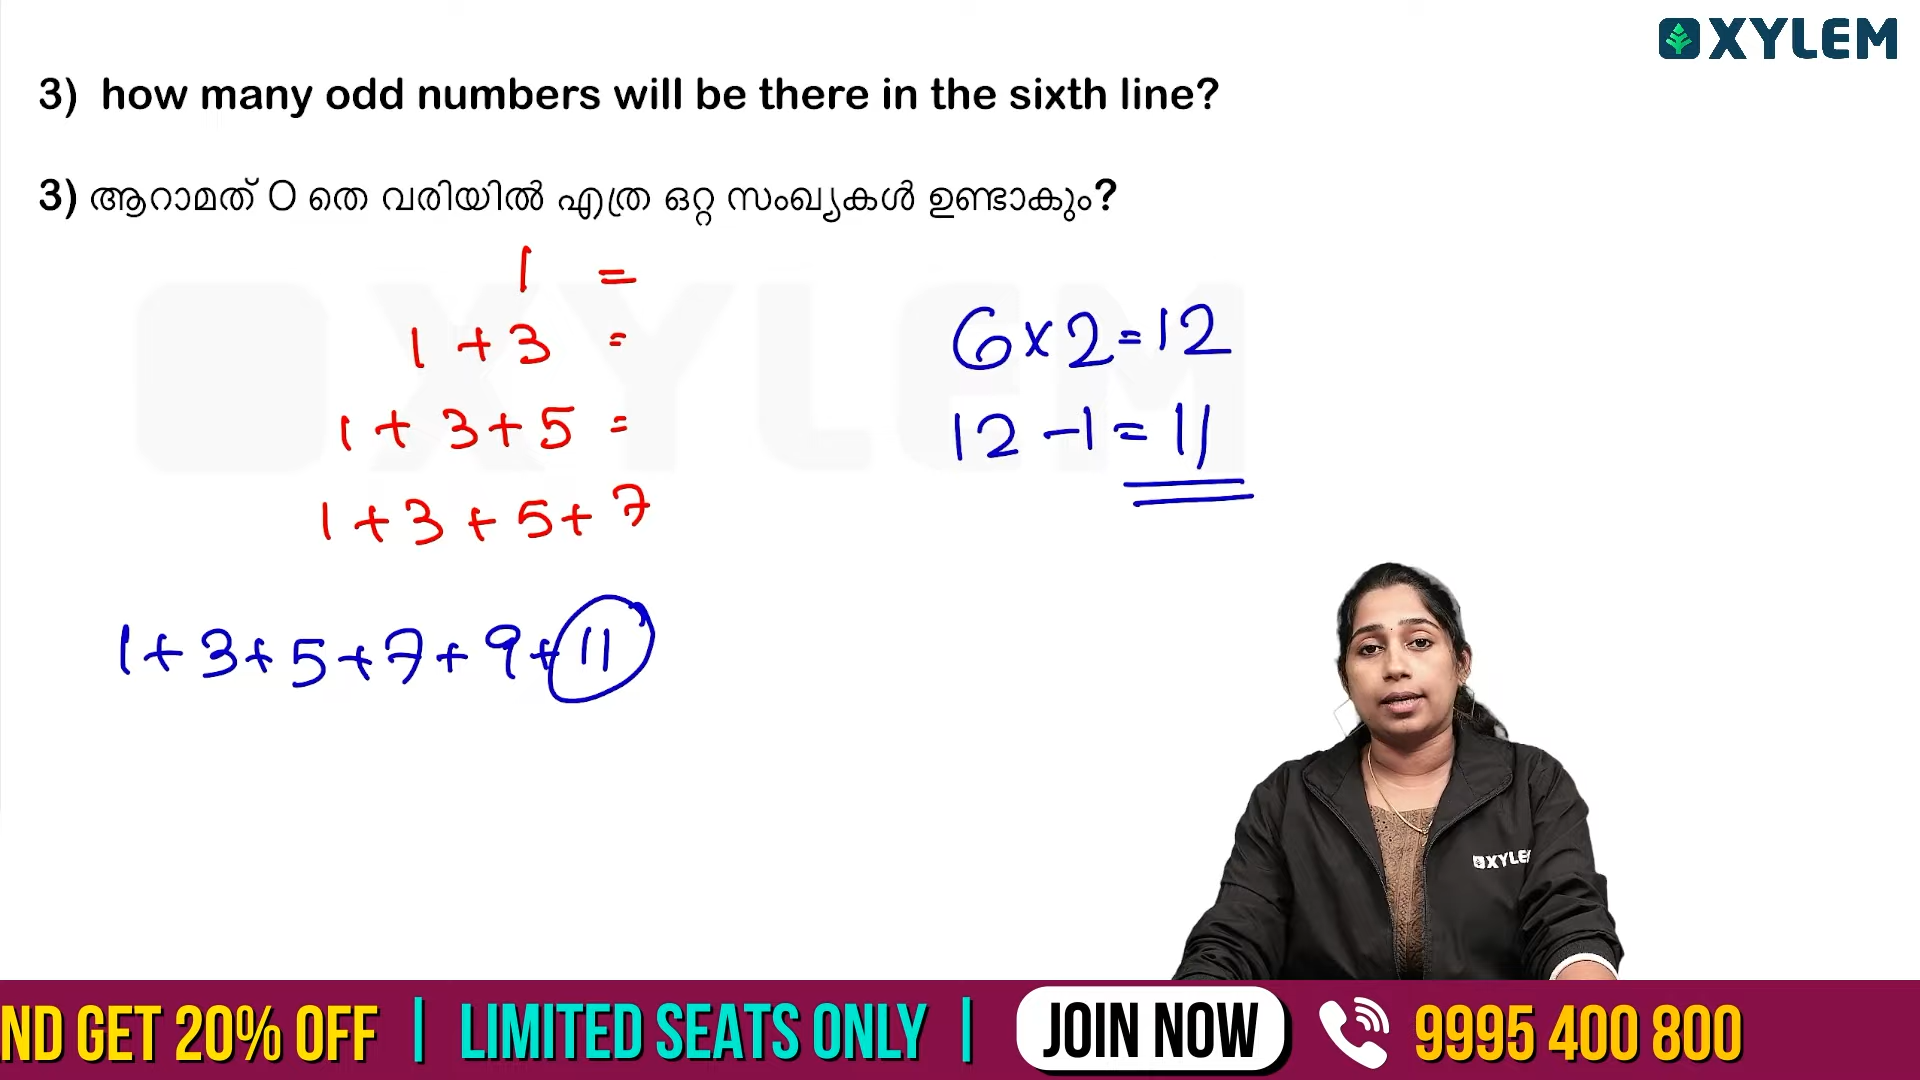 XYLEM
3) how many odd numbers will be there in the sixth line?
3) ആറാമത് O തെ വരിയിൽ എത്ര ഒറ്റ സംഖ്യകൾ ഉണ്ടാകും?
1 =
1 + 3 =
1 + 3 + 5 =
1 + 3 + 5 + 7
1 + 3 + 5 + 7 + 9 + 11
6 x 2 = 12
12 - 1 = 11
XYLEM
XYLEM
ND GET 20% OFF | LIMITED SEATS ONLY | JOIN NOW 9995 400 800